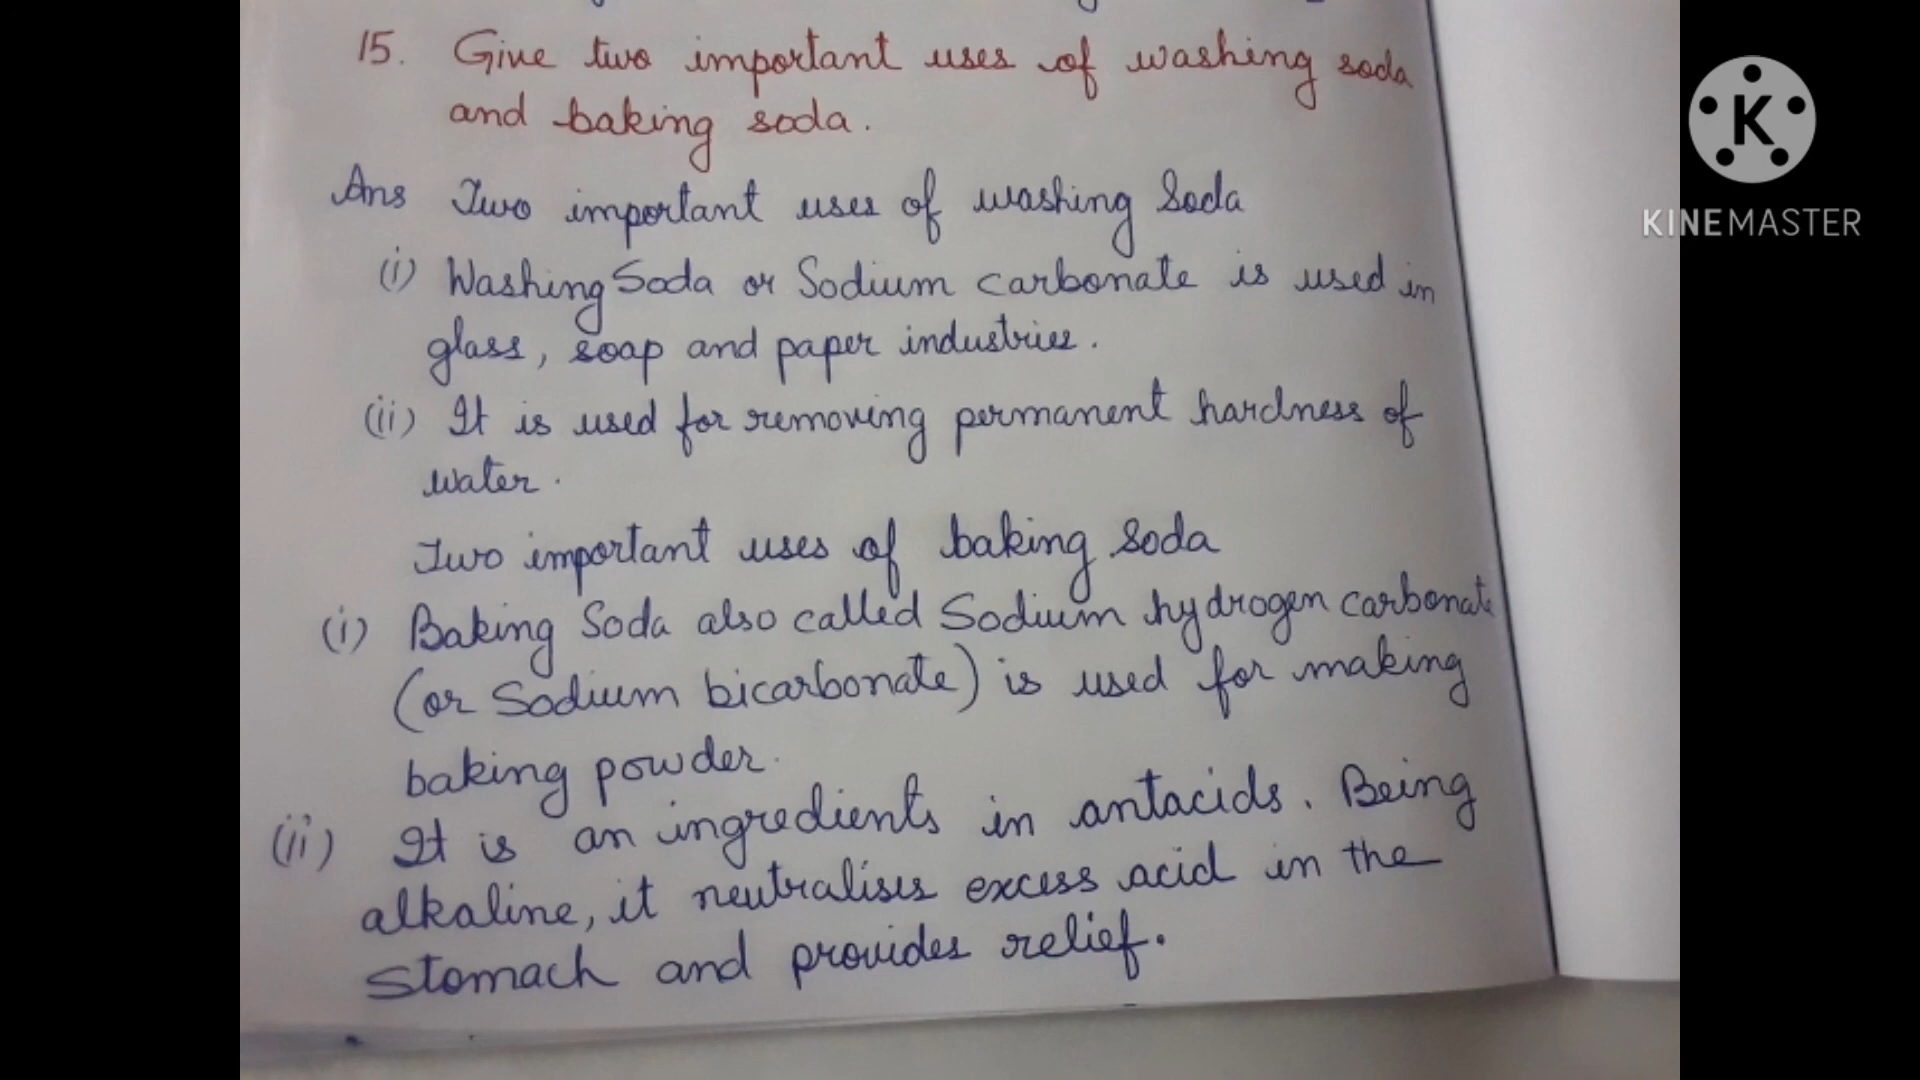 15. Give two important uses of washing soda
and baking soda.
Ans Two important uses of washing Soda
(i) Washing Soda or Sodium carbonate is used in
glass, soap and paper industries.
(ii) It is used for removing permanent hardness of
water.
Two important uses of baking Soda
(i) Baking Soda also called Sodium hydrogen carbonate
(or Sodium bicarbonate) is used for making
baking powder.
(ii) It is an ingredients in antacids. Being
alkaline, it neutralises excess acid in the
stomach and provides relief.
K
KINEMASTER